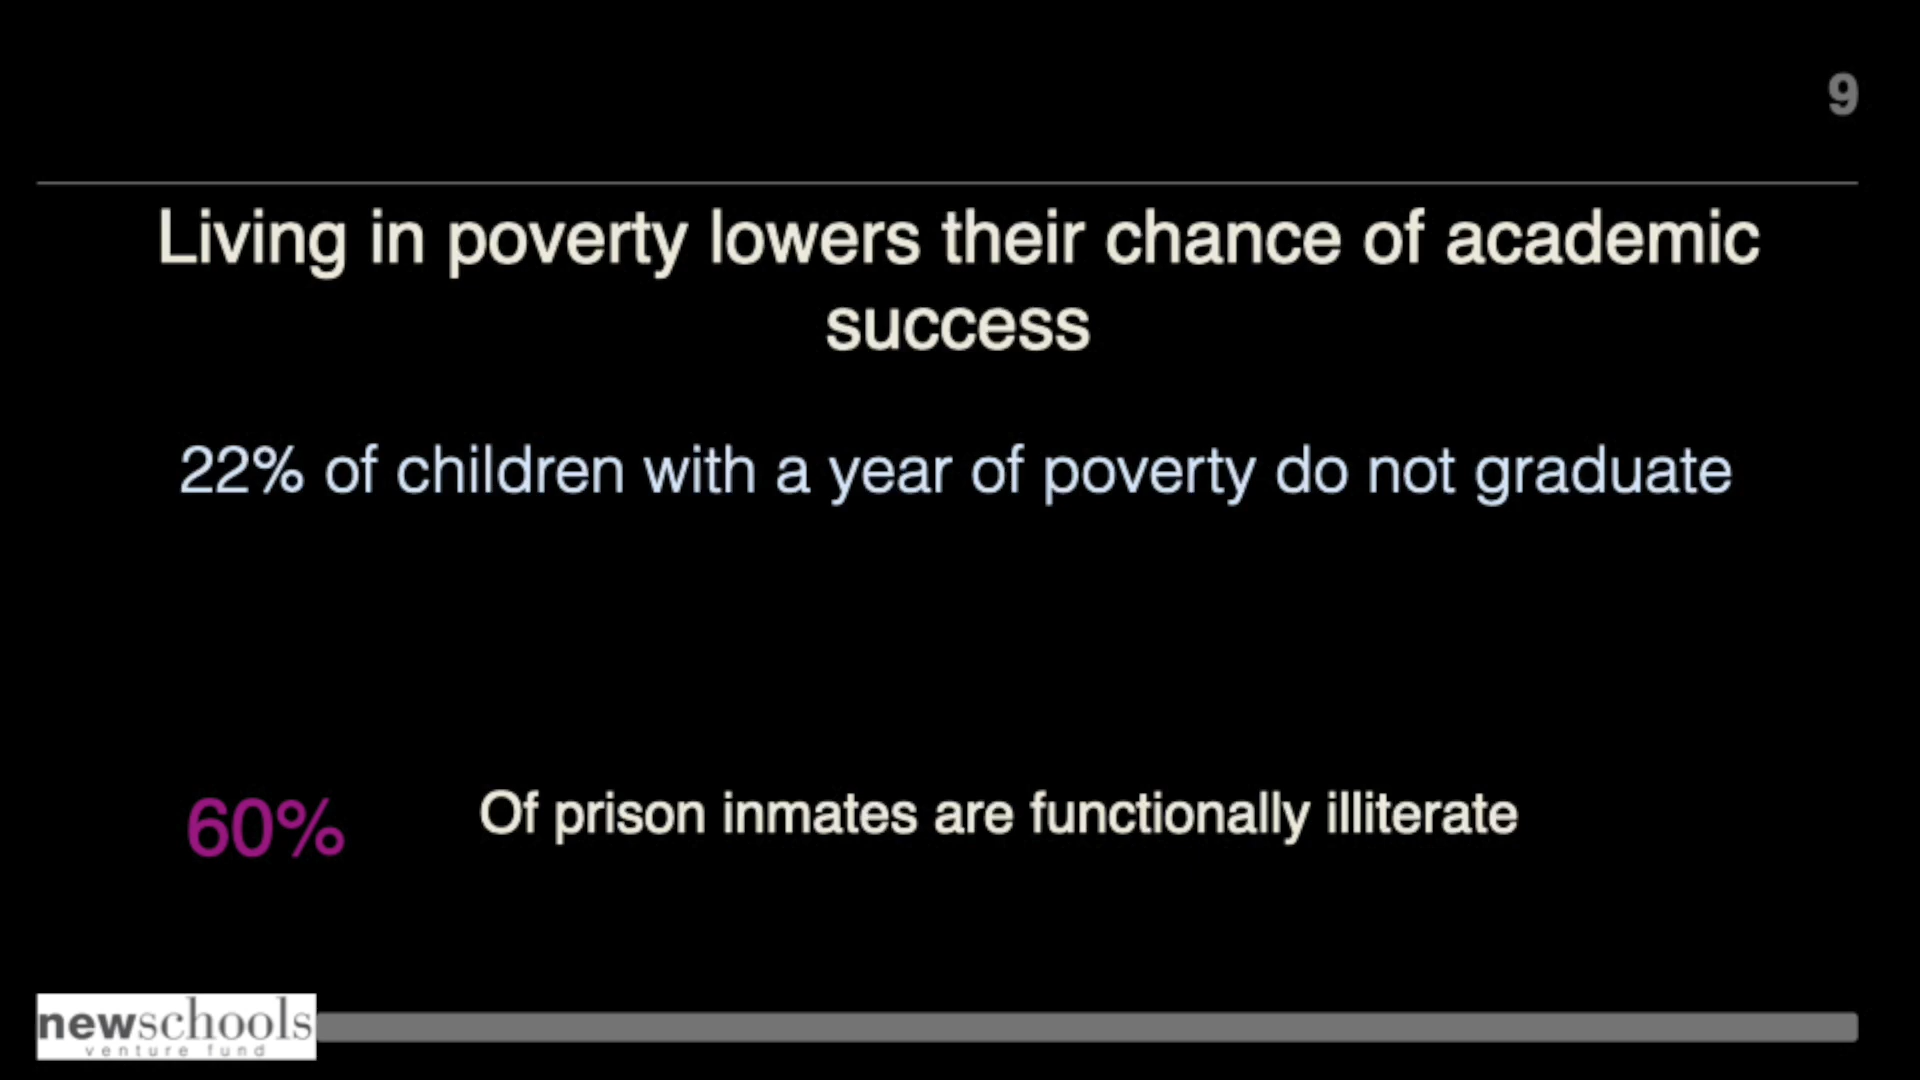 9
Living in poverty lowers their chance of academic
success
22% of children with a year of poverty do not graduate
60% Of prison inmates are functionally illiterate
newschools
venture fund